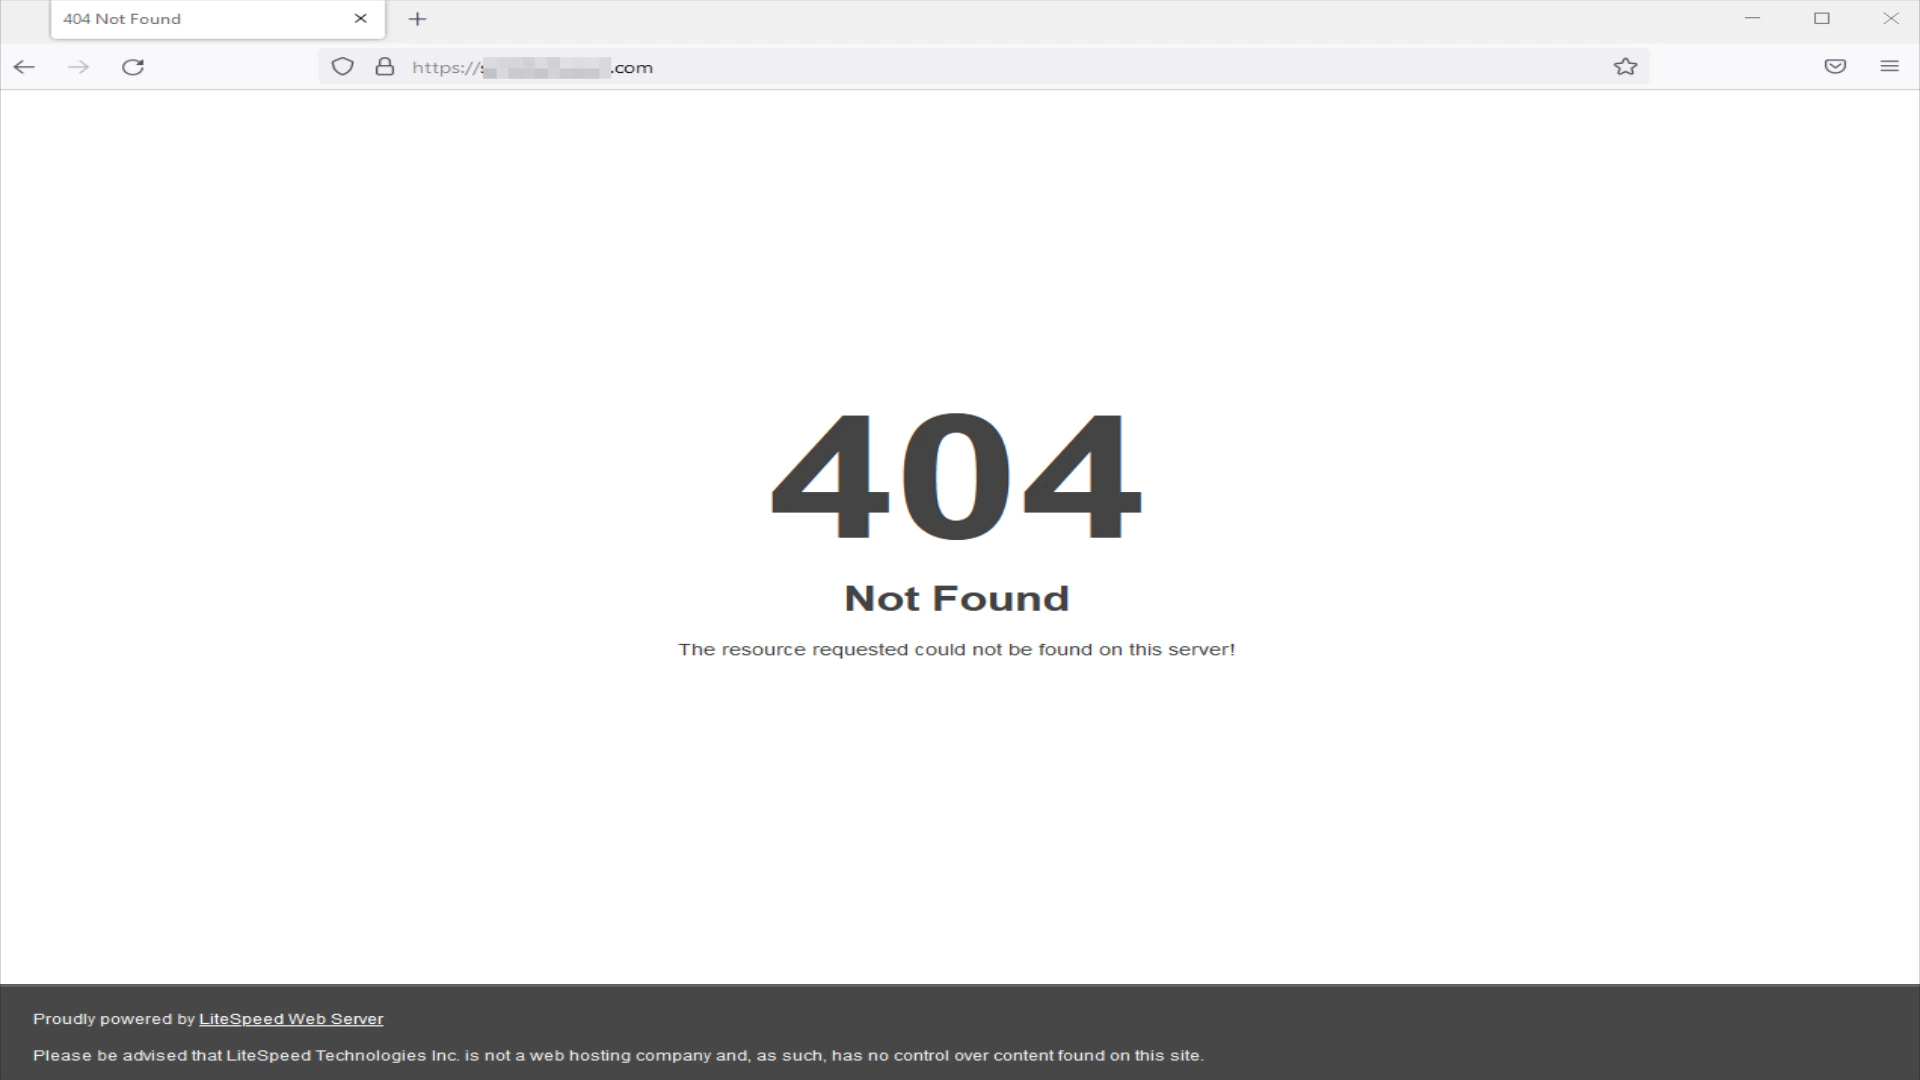 404 Not Found
https://
.com
404
Not Found
The resource requested could not be found on this server!
Proudly powered by LiteSpeed Web Server
Please be advised that LiteSpeed Technologies Inc. is not a web hosting company and, as such, has no control over content found on this site.